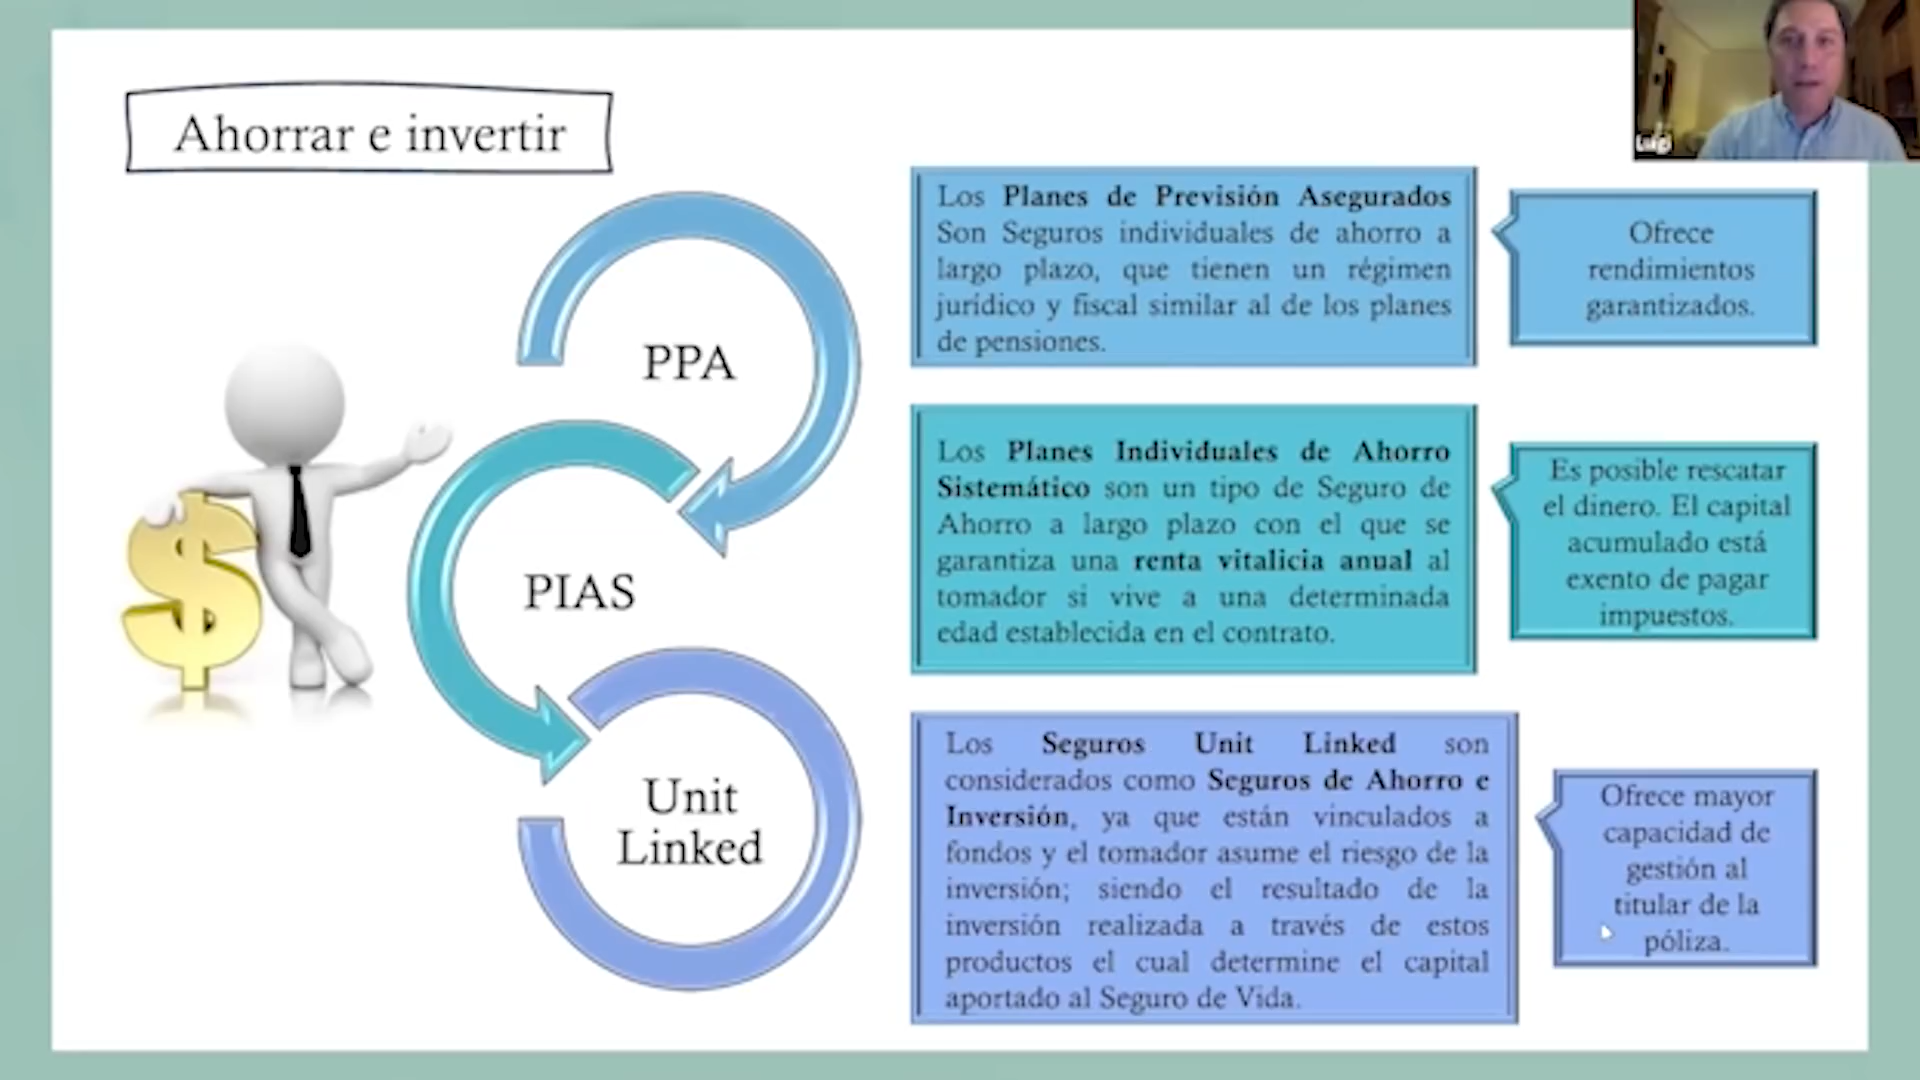 Luigi
Ahorrar e invertir
PPA
Los Planes de Previsión Asegurados
Son Seguros individuales de ahorro a
largo plazo, que tienen un régimen
jurídico y fiscal similar al de los planes
de pensiones.
Ofrece
rendimientos
garantizados.
PIAS
Los Planes Individuales de Ahorro
Sistemático son un tipo de Seguro de
Ahorro a largo plazo con el que se
garantiza una renta vitalicia anual al
tomador si vive a una determinada
edad establecida en el contrato.
Es posible rescatar
el dinero. El capital
acumulado está
exento de pagar
impuestos.
Unit
Linked
Los Seguros Unit Linked son
considerados como Seguros de Ahorro e
Inversión, ya que están vinculados a
fondos y el tomador asume el riesgo de la
inversión; siendo el resultado de la
inversión realizada a través de estos
productos el cual determine el capital
aportado al Seguro de Vida.
Ofrece mayor
capacidad de
gestión al
titular de la
póliza.